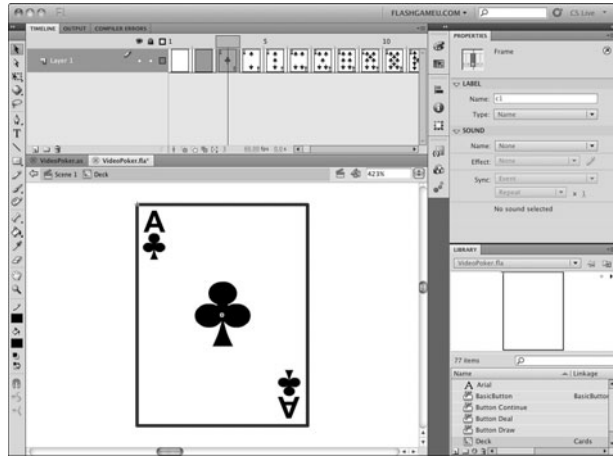 FLASHGAMEU.COM
CS Live
TIMELINE OUTPUT COMPILER ERRORS
1 5 10
Layer 1
VideoPoker.as VideoPoker.fla*
Scene 1 Deck
423%
A
A
PROPERTIES
Frame
LABEL
Name: c1
Type: Name
SOUND
Name: None
Effect: None
Sync: Event
Repeat x 1
No sound selected
LIBRARY
VideoPoker.fla
77 items
Name Linkage
Arial
BasicButton BasicButton
Button Continue
Button Deal
Button Draw
Deck Cards